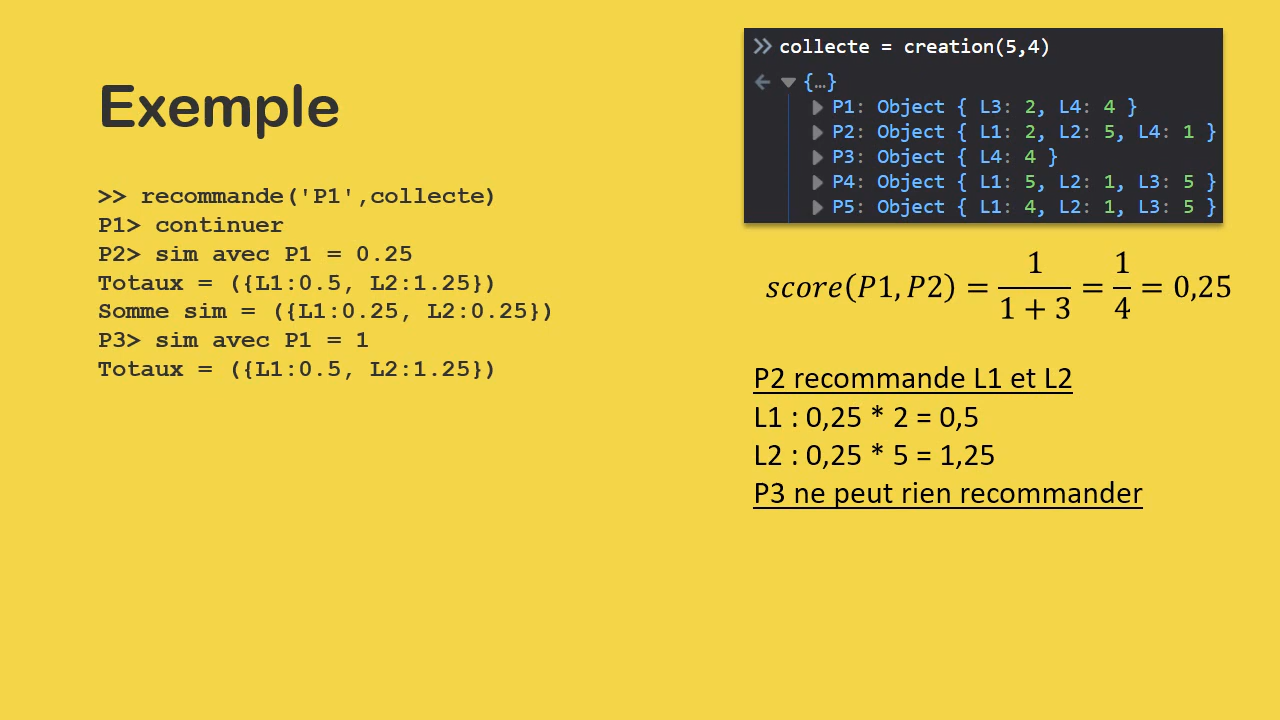 Exemple
>> recommande('P1',collecte)
P1> continuer
P2> sim avec P1 = 0.25
Totaux = ({L1:0.5, L2:1.25})
Somme sim = ({L1:0.25, L2:0.25})
P3> sim avec P1 = 1
Totaux = ({L1:0.5, L2:1.25})
>> collecte = creation(5,4)
← ▼ {…}
▶ P1: Object { L3: 2, L4: 4 }
▶ P2: Object { L1: 2, L2: 5, L4: 1 }
▶ P3: Object { L4: 4 }
▶ P4: Object { L1: 5, L2: 1, L3: 5 }
▶ P5: Object { L1: 4, L2: 1, L3: 5 }
score(P1, P2) = 1/(1 + 3) = 1/4 = 0,25
P2 recommande L1 et L2
L1 : 0,25 * 2 = 0,5
L2 : 0,25 * 5 = 1,25
P3 ne peut rien recommander